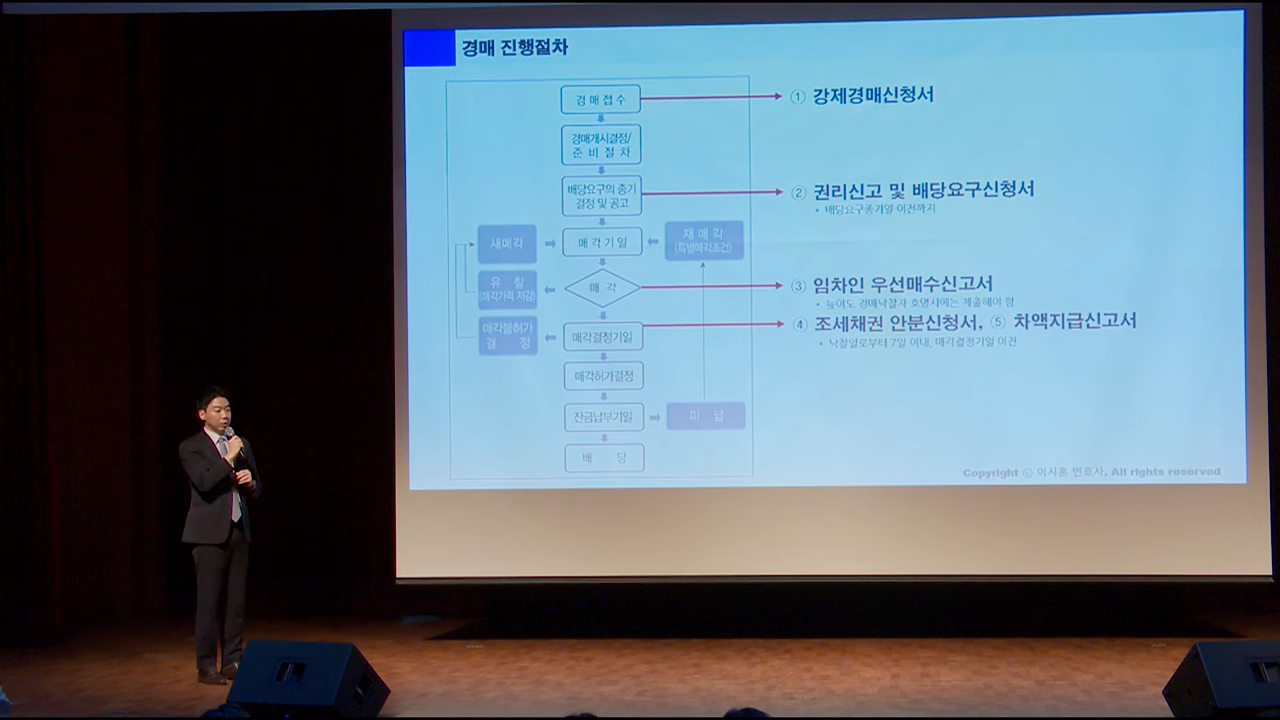 경매 진행절차
경 매 접 수
① 강제경매신청서
경매개시결정/
준 비 절 차
배당요구의 종기
결정 및 공고
② 권리신고 및 배당요구신청서
• 배당요구종기일 이전까지
새매각
매 각 기 일
재 매 각
(특별매각조건)
유 찰
(매각가격 저감)
매 각
③ 임차인 우선매수신고서
• 늦어도 경매낙찰자 호명시에는 제출해야 함
매각불허가
결 정
매각결정기일
④ 조세채권 안분신청서, ⑤ 차액지급신고서
• 낙찰일로부터 7일 이내, 매각결정기일 이전
매각허가결정
잔금납부기일
미 납
배 당
Copyright ⓒ 이시훈 변호사. All rights reserved